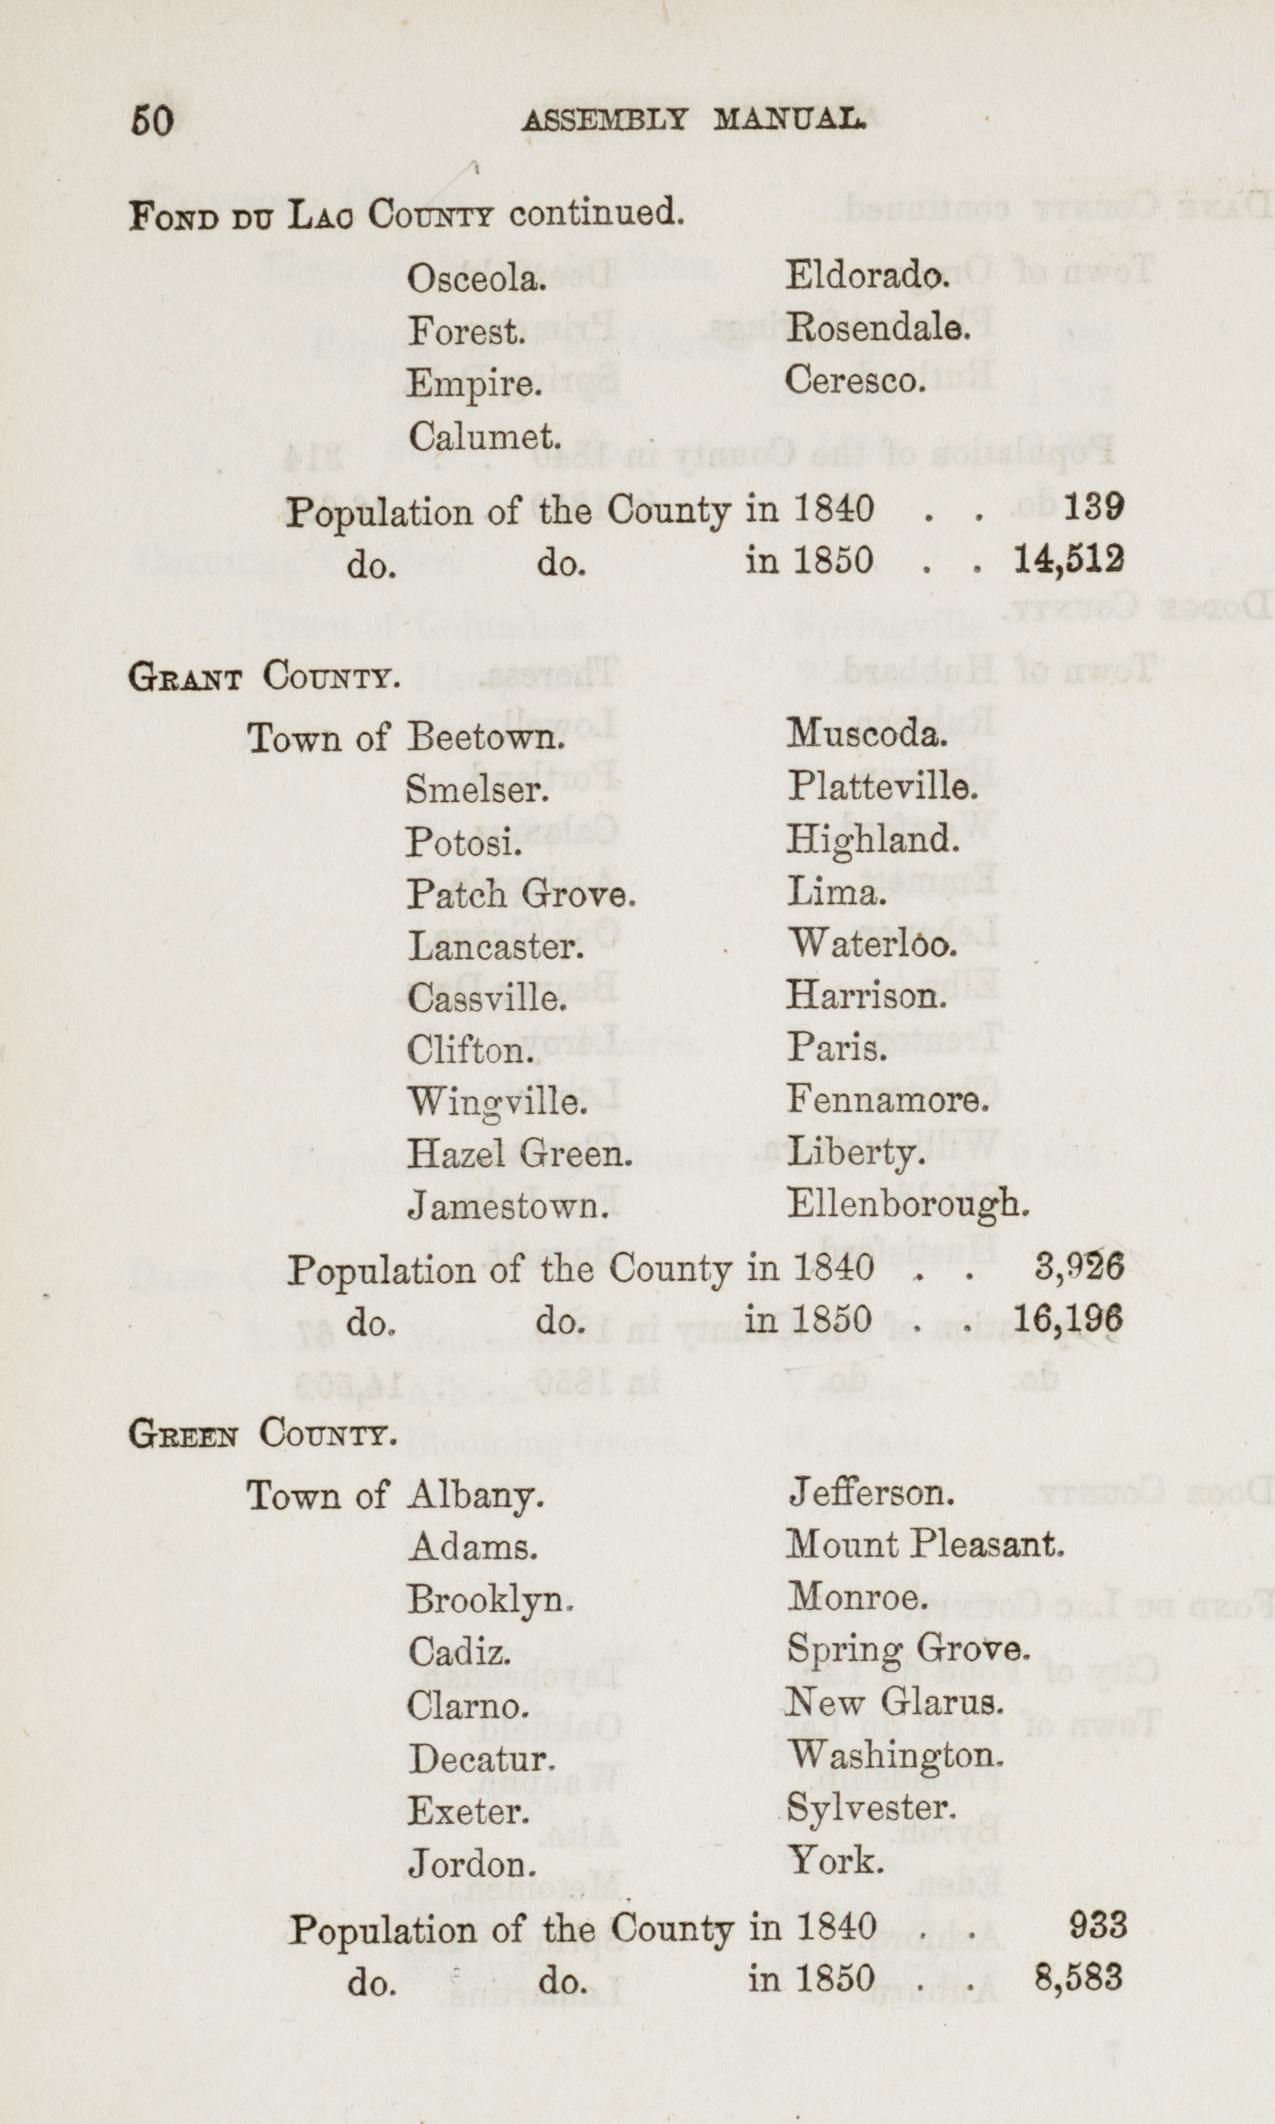 50 ASSEMBLY MANUAL.
FOND DU LAC COUNTY continued.
Osceola. Eldorado.
Forest. Rosendale.
Empire. Ceresco.
Calumet.
Population of the County in 1840 . . 139
do. do. in 1850 . . 14,512
GRANT COUNTY.
Town of Beetown. Muscoda.
Smelser. Platteville.
Potosi. Highland.
Patch Grove. Lima.
Lancaster. Waterloo.
Cassville. Harrison.
Clifton. Paris.
Wingville. Fennamore.
Hazel Green. Liberty.
Jamestown. Ellenborough.
Population of the County in 1840 . . 3,926
do. do. in 1850 . . 16,196
GREEN COUNTY.
Town of Albany. Jefferson.
Adams. Mount Pleasant.
Brooklyn. Monroe.
Cadiz. Spring Grove.
Clarno. New Glarus.
Decatur. Washington.
Exeter. Sylvester.
Jordon. York.
Population of the County in 1840 . . 933
do. do. in 1850 . . 8,583